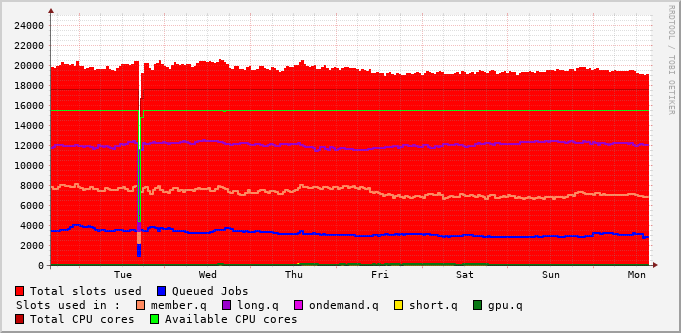 RRDTOOL / TOBI OETIKER
24000
22000
20000
18000
16000
14000
12000
10000
8000
6000
4000
2000
0
Tue Wed Thu Fri Sat Sun Mon
Total slots used Queued Jobs
Slots used in : member.q long.q ondemand.q short.q gpu.q
Total CPU cores Available CPU cores